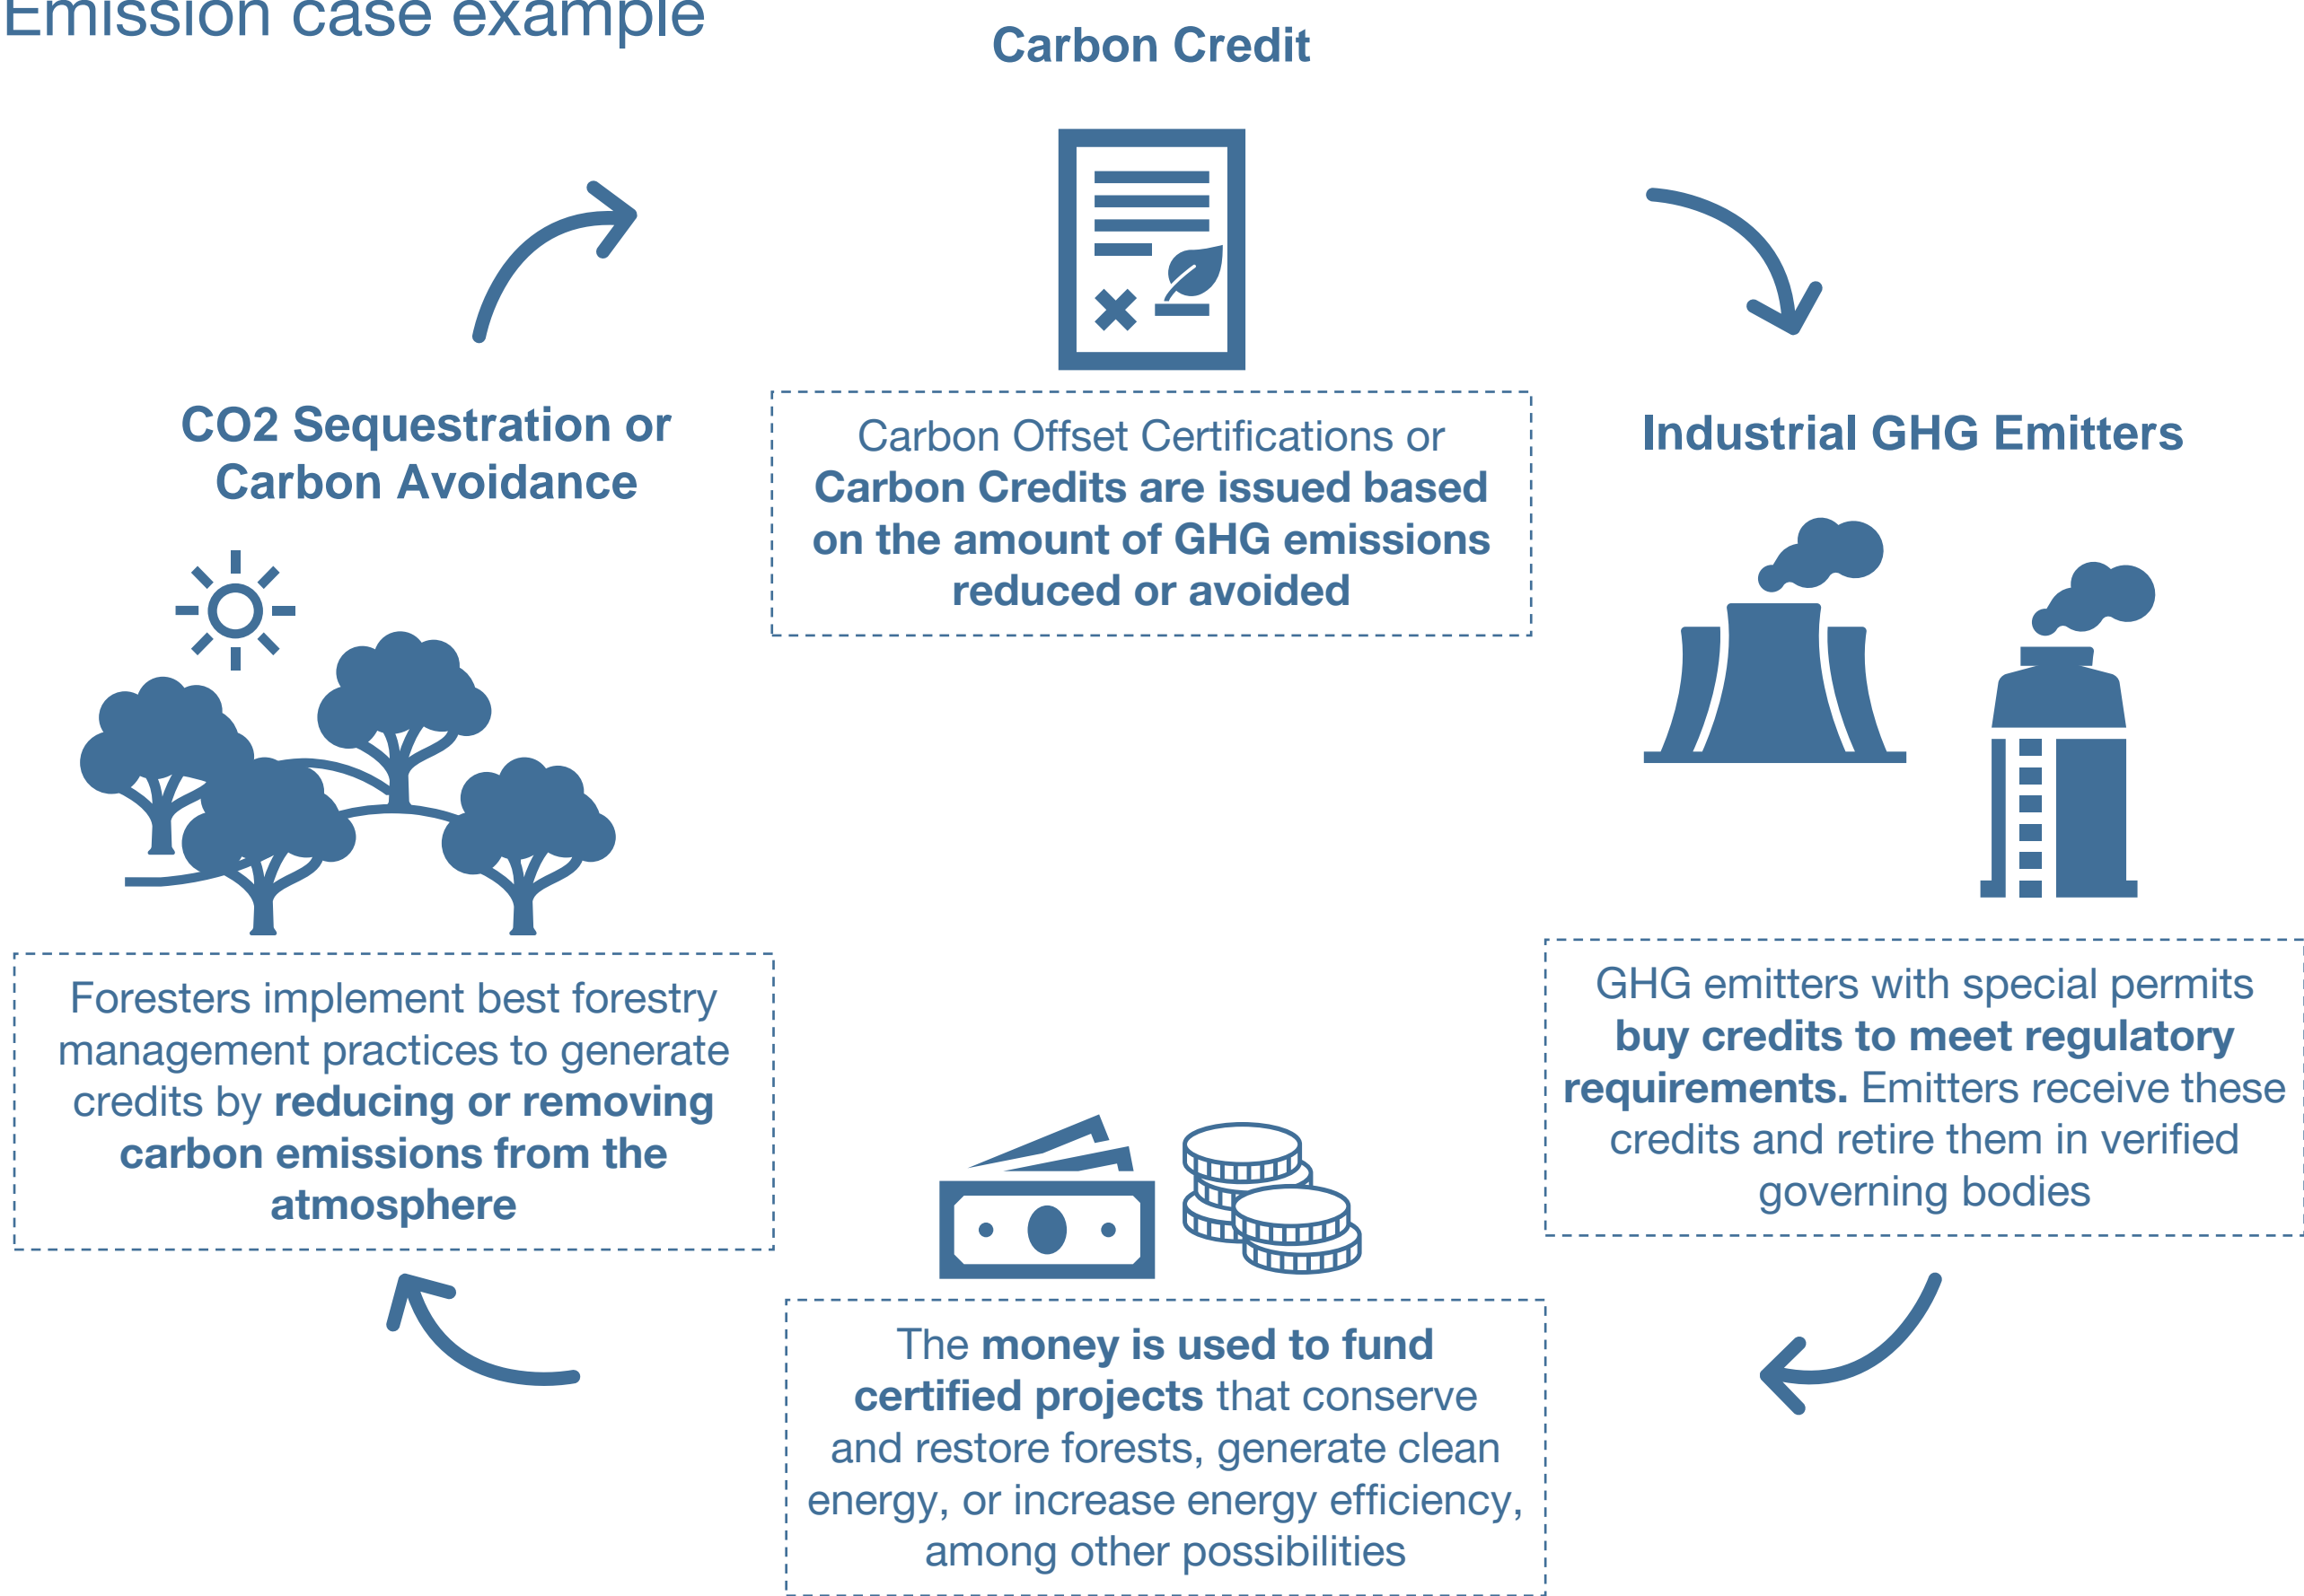 Emission case example
Carbon Credit
Carbon Offset Certifications or
Carbon Credits are issued based
on the amount of GHG emissions
reduced or avoided
CO2 Sequestration or
Carbon Avoidance
Foresters implement best forestry
management practices to generate
credits by reducing or removing
carbon emissions from the
atmosphere
Industrial GHG Emitters
GHG emitters with special permits
buy credits to meet regulatory
requirements. Emitters receive these
credits and retire them in verified
governing bodies
The money is used to fund
certified projects that conserve
and restore forests, generate clean
energy, or increase energy efficiency,
among other possibilities